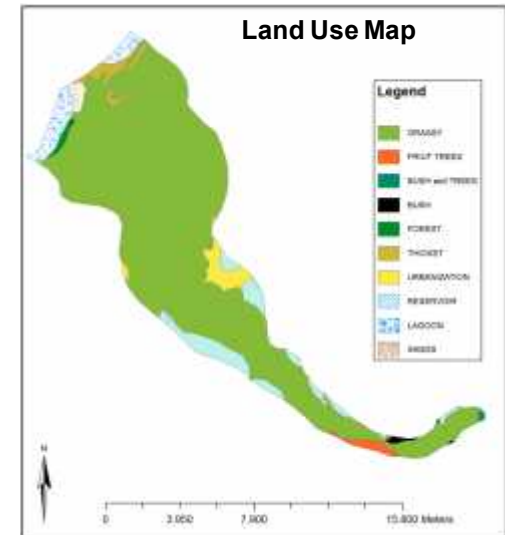 Land Use Map
Legend
GRASSY
FRUIT TREES
BUSH and TREES
BUSH
FOREST
THICKET
URBANIZATION
RESERVOIR
LAGOON
N
0 3,950 7,900 15,800 Meters